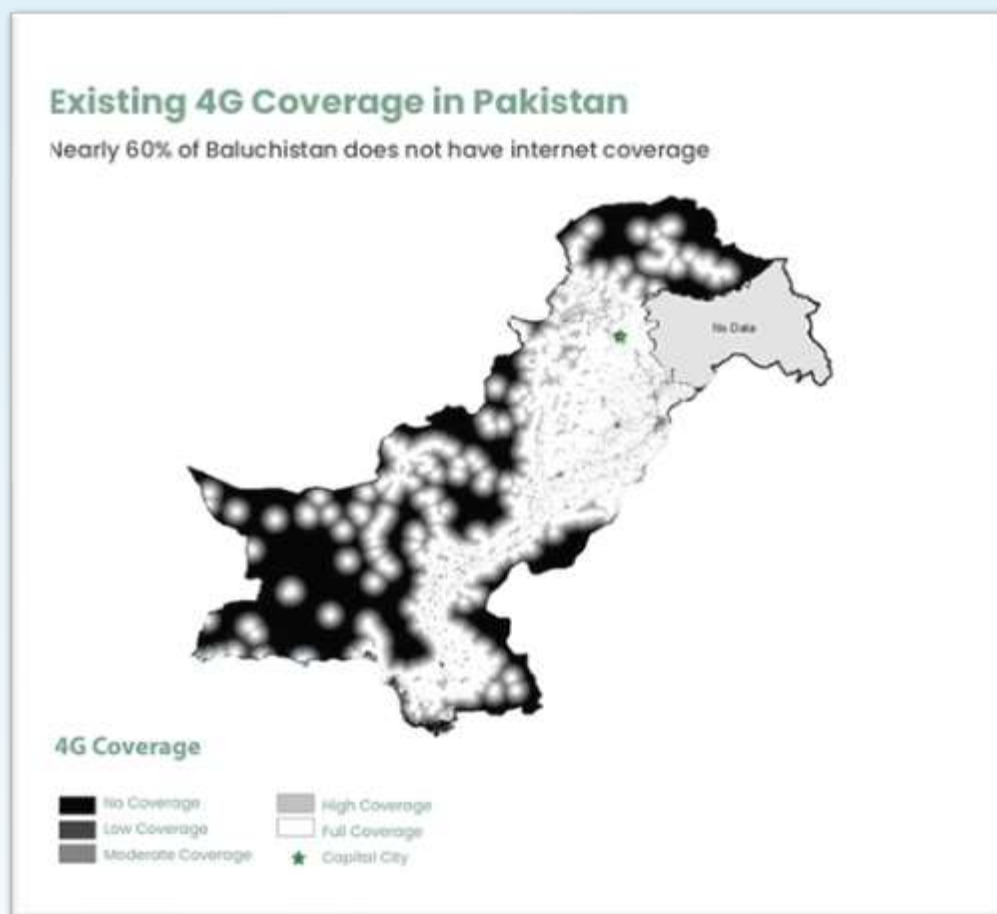 Existing 4G Coverage in Pakistan
Nearly 60% of Baluchistan does not have internet coverage
No Data
4G Coverage
No Coverage
Low Coverage
Moderate Coverage
High Coverage
Full Coverage
Capital City